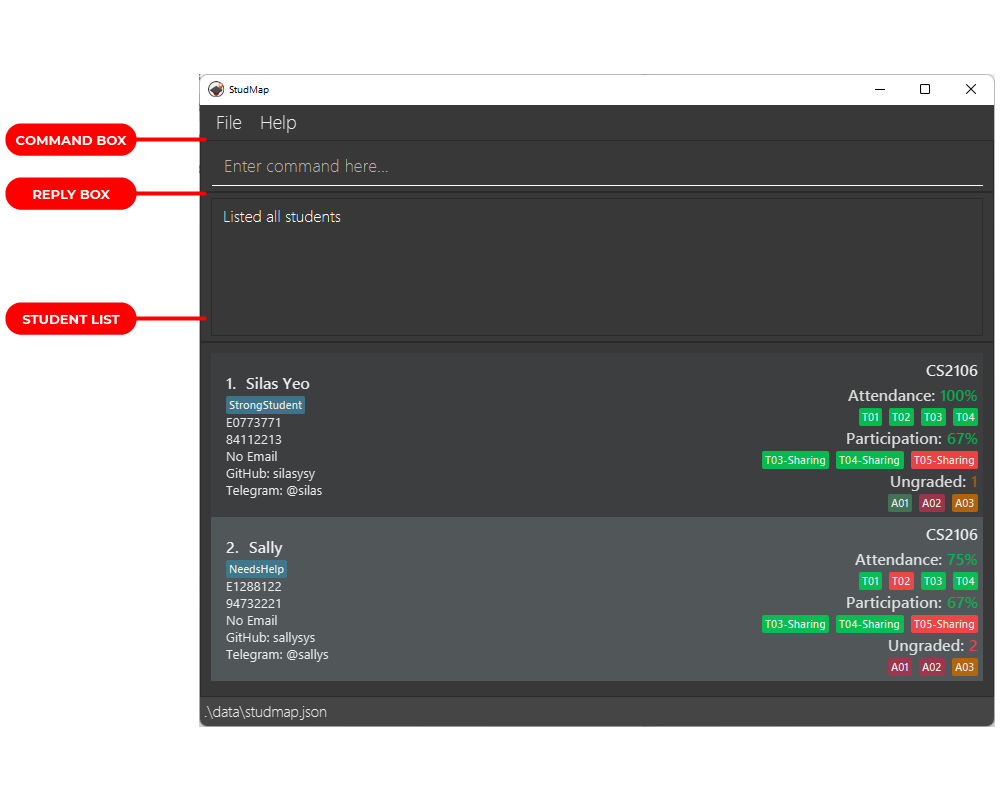 StudMap
File Help
COMMAND BOX
Enter command here...
REPLY BOX
Listed all students
STUDENT LIST
1. Silas Yeo
StrongStudent
E0773771
84112213
No Email
GitHub: silasysy
Telegram: @silas
CS2106
Attendance: 100%
T01 T02 T03 T04
Participation: 67%
T03-Sharing T04-Sharing T05-Sharing
Ungraded: 1
A01 A02 A03
2. Sally
NeedsHelp
E1288122
94732221
No Email
GitHub: sallysys
Telegram: @sallys
CS2106
Attendance: 75%
T01 T02 T03 T04
Participation: 67%
T03-Sharing T04-Sharing T05-Sharing
Ungraded: 2
A01 A02 A03
.\data\studmap.json